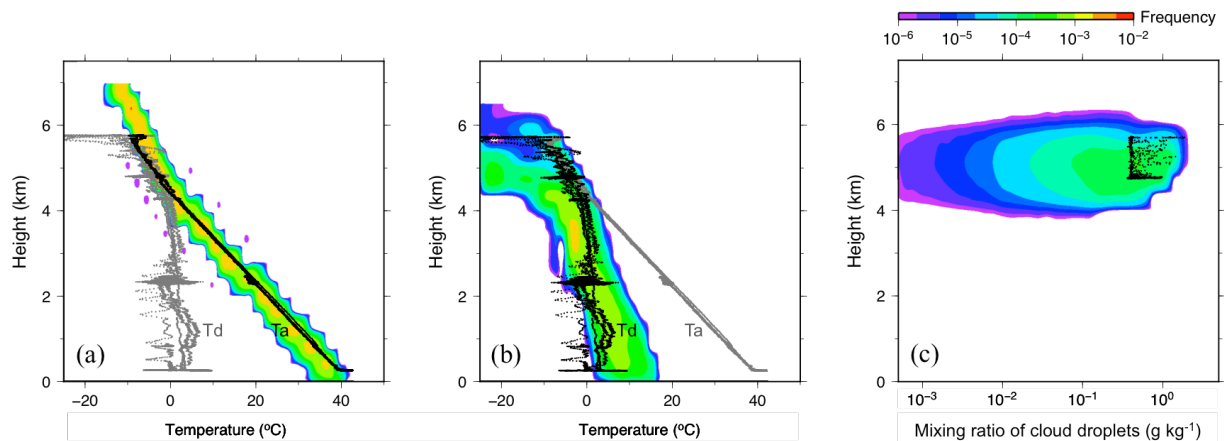 Frequency
10⁻⁶ 10⁻⁵ 10⁻⁴ 10⁻³ 10⁻²
Height (km)
6
4
2
0
Td
Ta
(a)
−20 0 20 40
Temperature (ºC)
Height (km)
6
4
2
0
Td
Ta
(b)
−20 0 20 40
Temperature (ºC)
Height (km)
6
4
2
0
(c)
10⁻³ 10⁻² 10⁻¹ 10⁰
Mixing ratio of cloud droplets (g kg⁻¹)